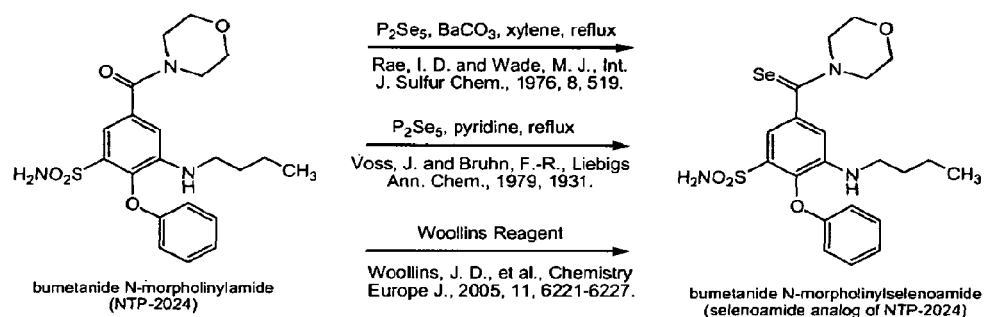 P2Se5, BaCO3, xylene, reflux
Rae, I. D. and Wade, M. J., Int.
J. Sulfur Chem., 1976, 8, 519.
P2Se5, pyridine, reflux
Voss, J. and Bruhn, F.-R., Liebigs
Ann. Chem., 1979, 1931.
Woollins Reagent
Woollins, J. D., et al., Chemistry
Europe J., 2005, 11, 6221-6227.
O
O
N
H2NO2S
N
H
CH3
O
bumetanide N-morpholinylamide
(NTP-2024)
O
Se
N
H2NO2S
N
H
CH3
O
bumetanide N-morpholinylselenoamide
(selenoamide analog of NTP-2024)